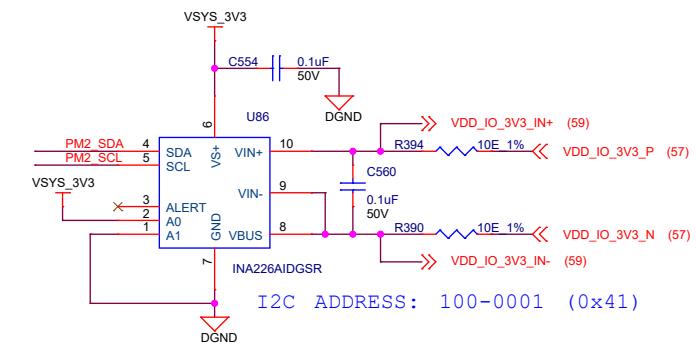 VSYS_3V3
C554 0.1uF
50V
DGND
U86
VDD_IO_3V3_IN+ (59)
PM2_SDA 4 SDA VS+ 6 VIN+ 10 R394 10E_1% VDD_IO_3V3_P (57)
PM2_SCL 5 SCL
C560
VSYS_3V3
VIN- 9
0.1uF
50V
3 ALERT
2 A0
1 A1 GND 7 VBUS 8 R390 10E_1% VDD_IO_3V3_N (57)
INA226AIDGSR
VDD_IO_3V3_IN- (59)
I2C ADDRESS: 100-0001 (0x41)
DGND